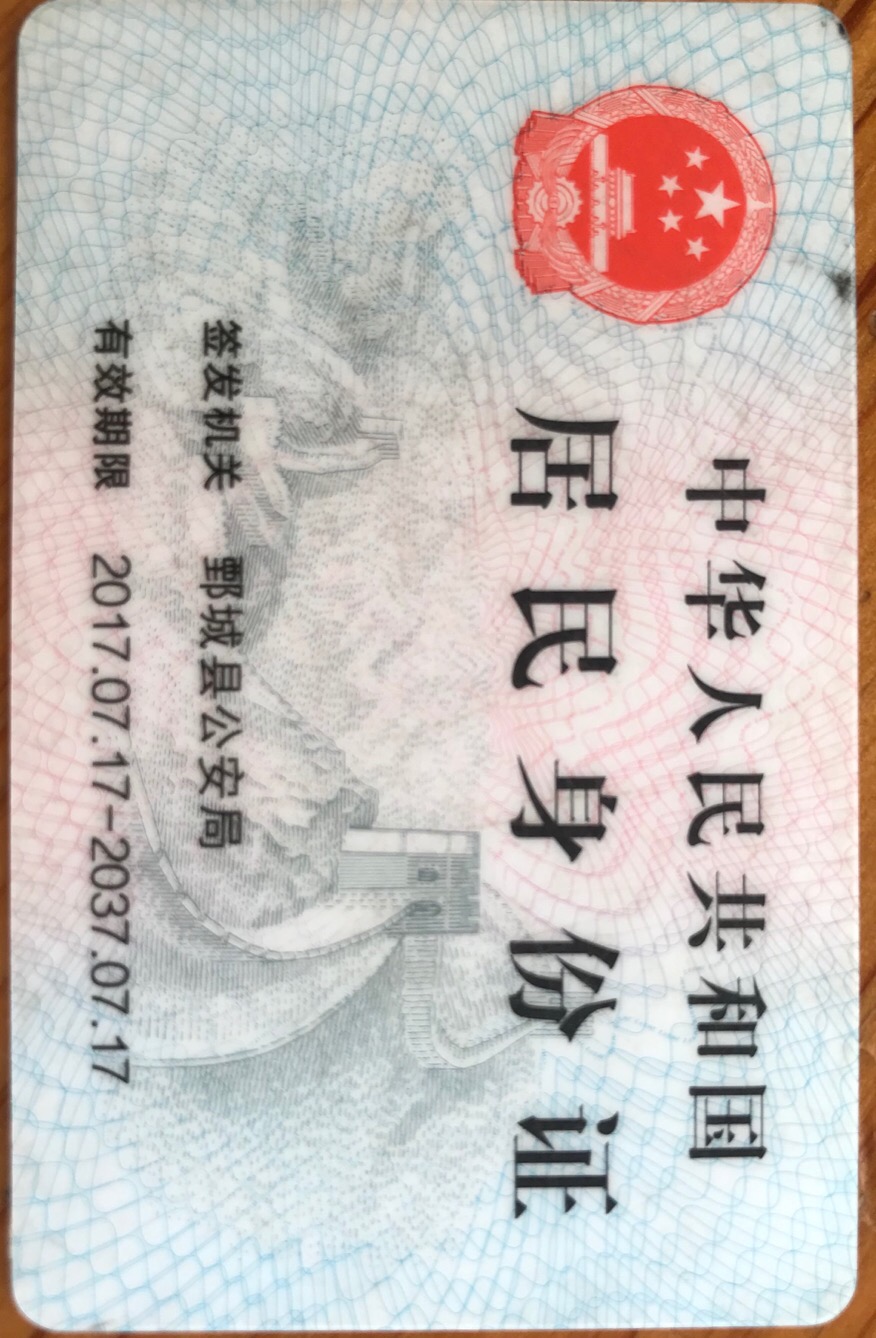 中华人民共和国
居民身份证
签发机关 鄄城县公安局
有效期限 2017.07.17-2037.07.17